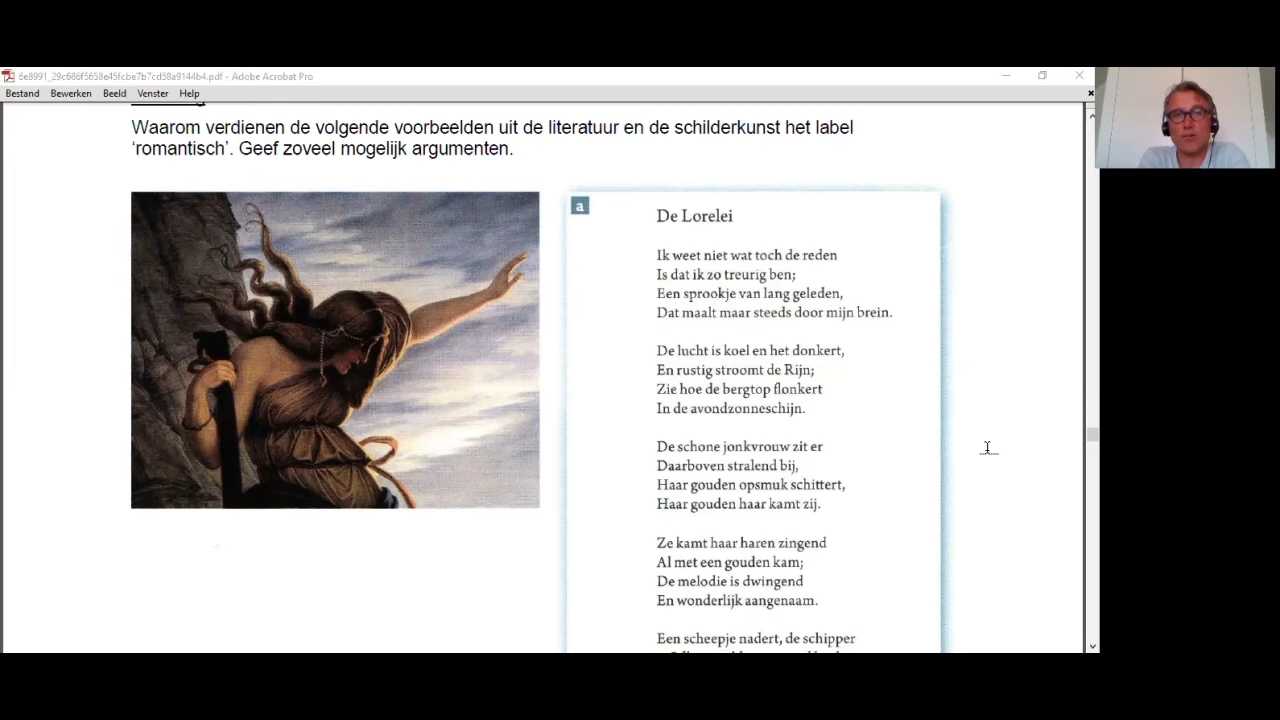 5e8991_29c686f5658e45fcbe7b7cd58a9144b4.pdf - Adobe Acrobat Pro
Bestand Bewerken Beeld Venster Help
Waarom verdienen de volgende voorbeelden uit de literatuur en de schilderkunst het label
‘romantisch’. Geef zoveel mogelijk argumenten.
a
De Lorelei
Ik weet niet wat toch de reden
Is dat ik zo treurig ben;
Een sprookje van lang geleden,
Dat maalt maar steeds door mijn brein.
De lucht is koel en het donkert,
En rustig stroomt de Rijn;
Zie hoe de bergtop flonkert
In de avondzonneschijn.
De schone jonkvrouw zit er
Daarboven stralend bij,
Haar gouden opsmuk schittert,
Haar gouden haar kamt zij.
Ze kamt haar haren zingend
Al met een gouden kam;
De melodie is dwingend
En wonderlijk aangenaam.
Een scheepje nadert, de schipper